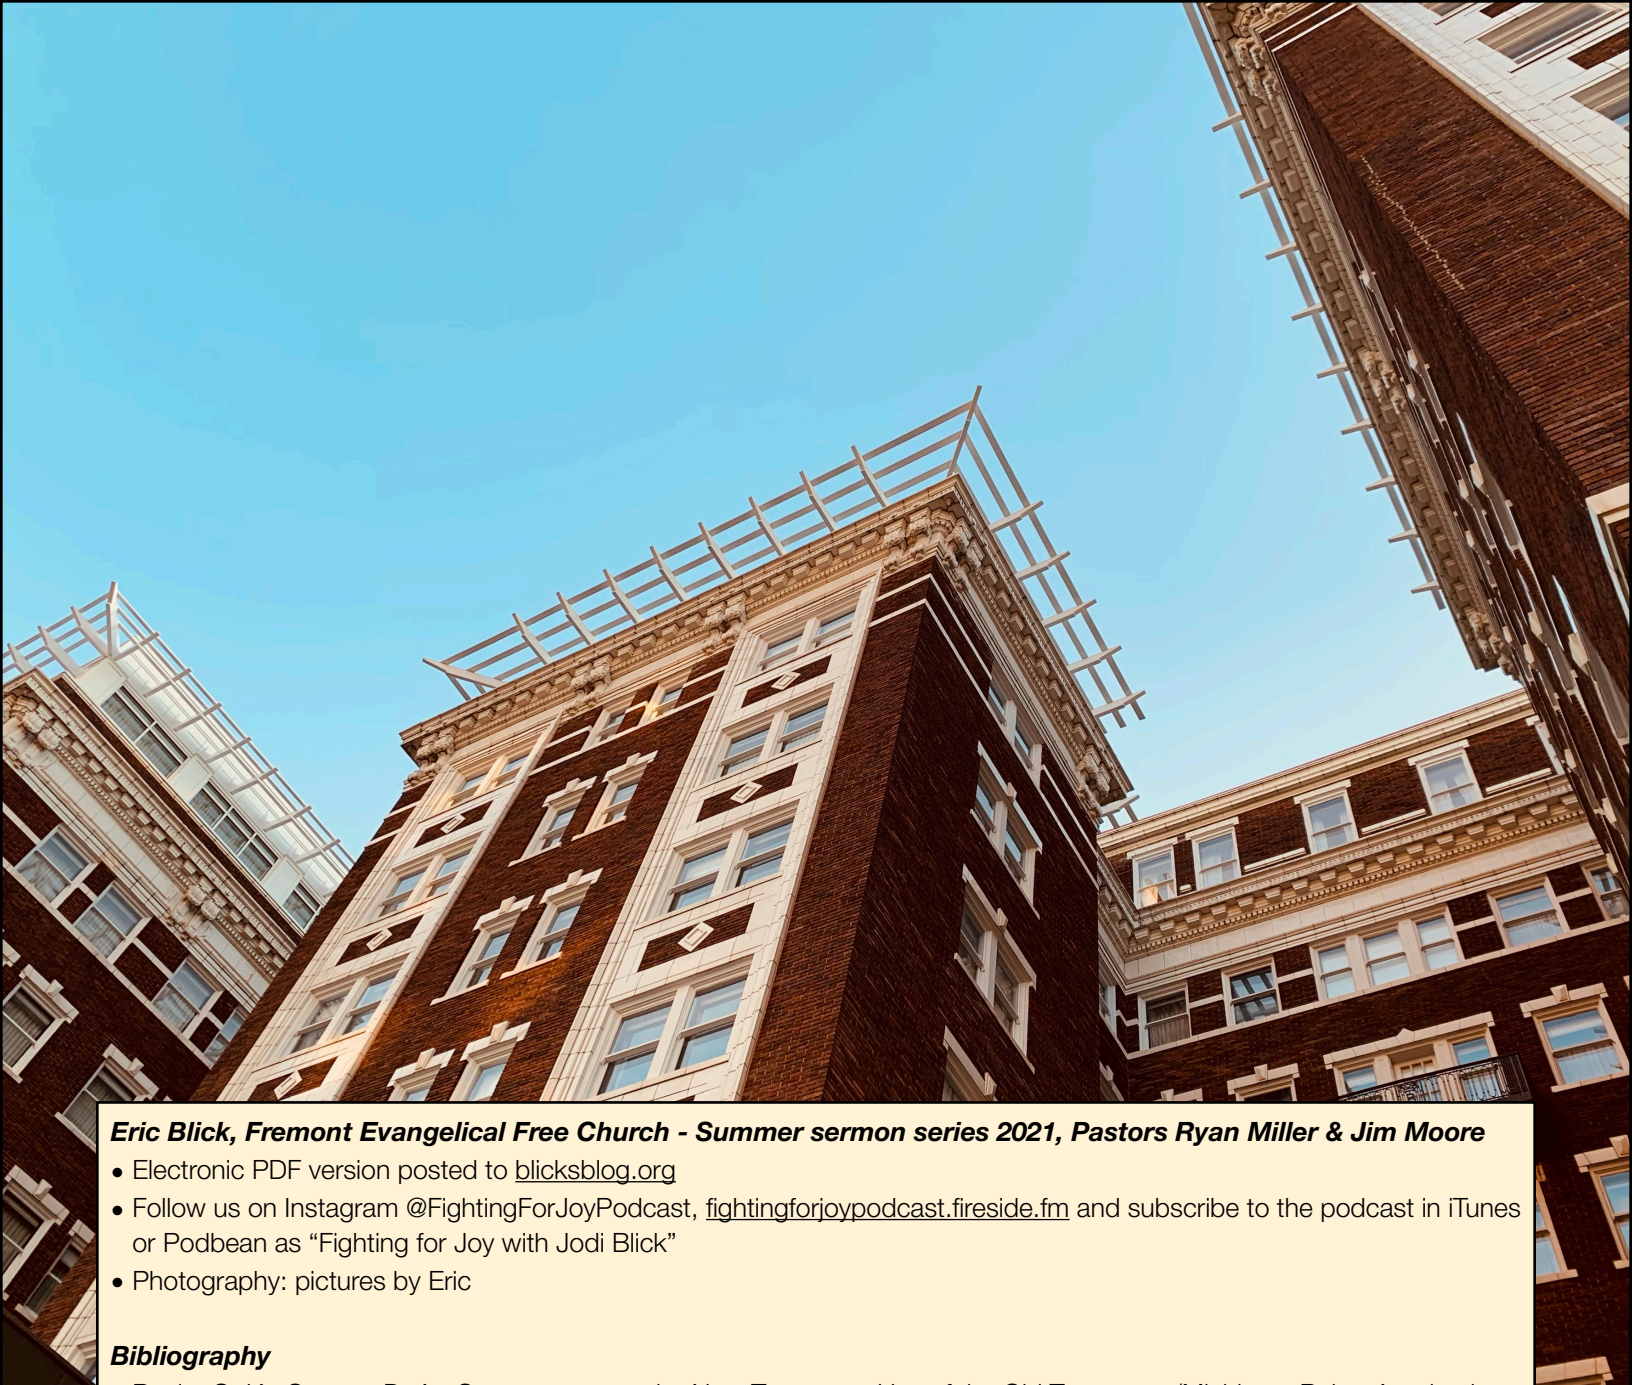 Eric Blick, Fremont Evangelical Free Church - Summer sermon series 2021, Pastors Ryan Miller & Jim Moore
• Electronic PDF version posted to blicksblog.org
• Follow us on Instagram @FightingForJoyPodcast, fightingforjoypodcast.fireside.fm and subscribe to the podcast in iTunes
or Podbean as “Fighting for Joy with Jodi Blick”
• Photography: pictures by Eric
Bibliography